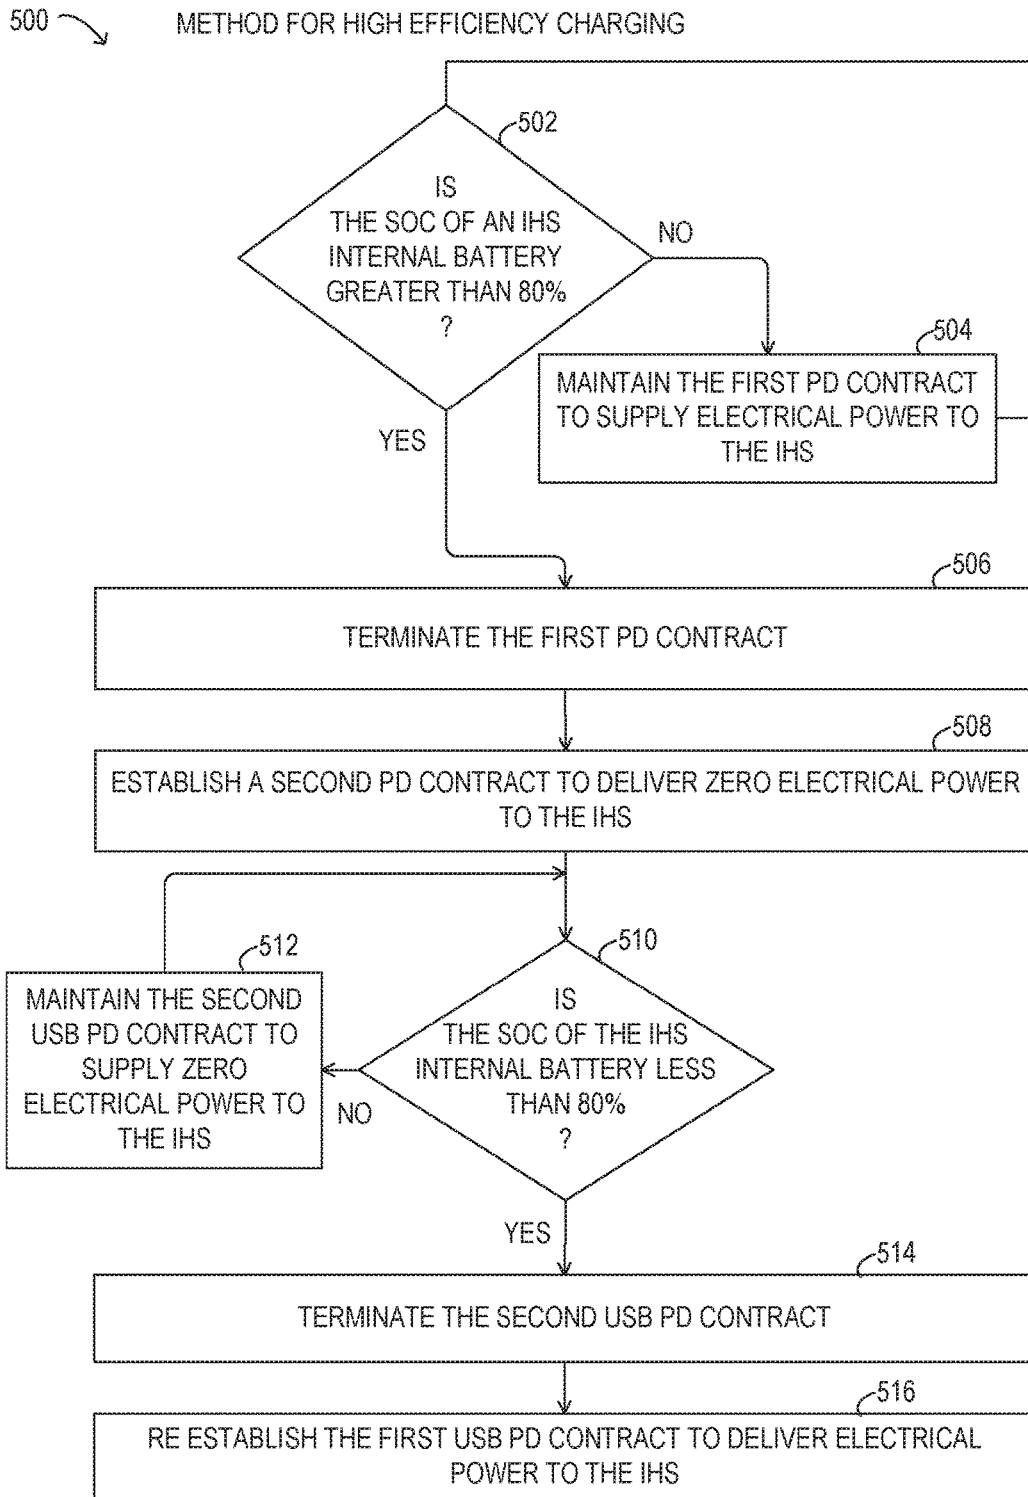 500
METHOD FOR HIGH EFFICIENCY CHARGING
502
IS
THE SOC OF AN IHS
INTERNAL BATTERY
GREATER THAN 80%
?
NO
504
MAINTAIN THE FIRST PD CONTRACT
TO SUPPLY ELECTRICAL POWER TO
THE IHS
YES
506
TERMINATE THE FIRST PD CONTRACT
508
ESTABLISH A SECOND PD CONTRACT TO DELIVER ZERO ELECTRICAL POWER
TO THE IHS
510
IS
THE SOC OF THE IHS
INTERNAL BATTERY LESS
THAN 80%
?
NO
512
MAINTAIN THE SECOND
USB PD CONTRACT TO
SUPPLY ZERO
ELECTRICAL POWER TO
THE IHS
YES
514
TERMINATE THE SECOND USB PD CONTRACT
516
RE ESTABLISH THE FIRST USB PD CONTRACT TO DELIVER ELECTRICAL
POWER TO THE IHS